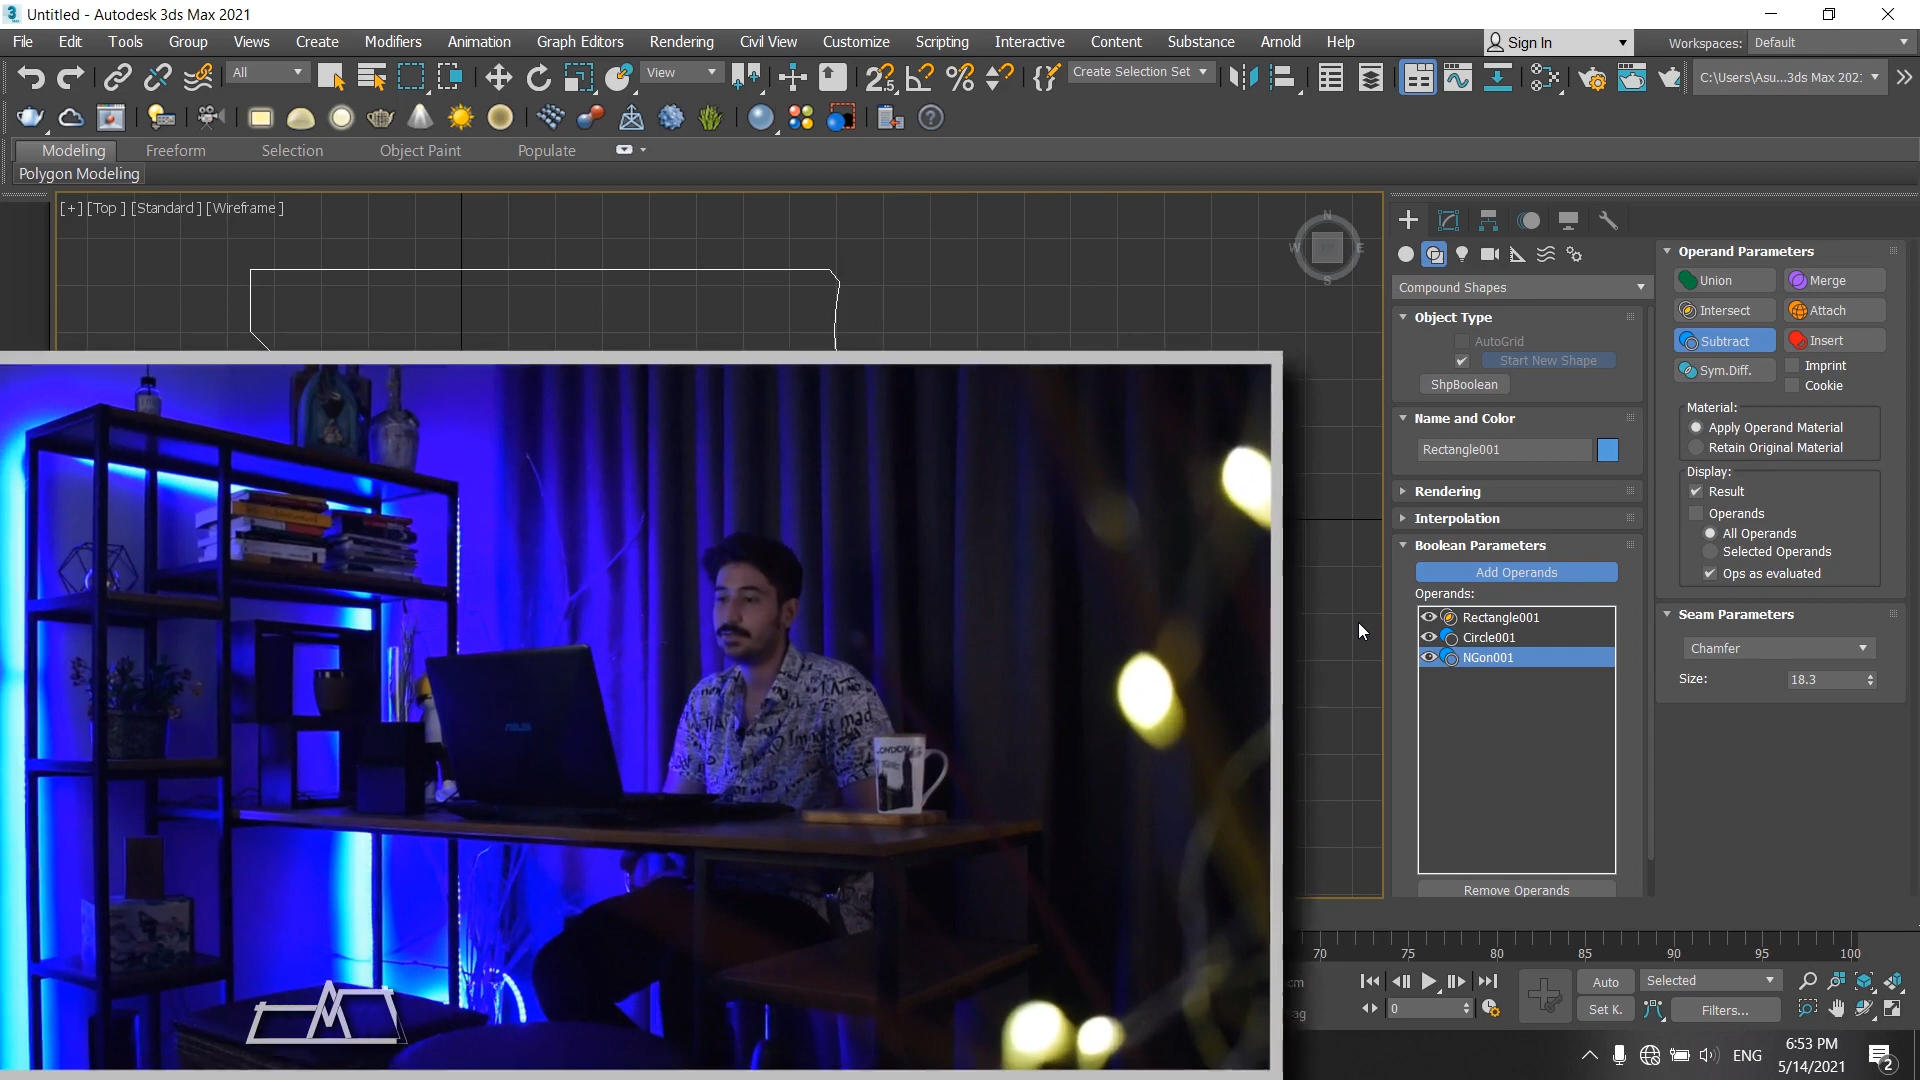 Untitled - Autodesk 3ds Max 2021
File Edit Tools Group Views Create Modifiers Animation Graph Editors Rendering Civil View Customize Scripting Interactive Content Substance Arnold Help
Sign In
Workspaces: Default
All
View
Create Selection Set
C:\Users\Asu...3ds Max 202
Modeling Freeform Selection Object Paint Populate
Polygon Modeling
[+] [Top ] [Standard ] [Wireframe ]
N
W E
S
Compound Shapes
Object Type
AutoGrid
Start New Shape
ShpBoolean
Name and Color
Rectangle001
Rendering
Interpolation
Boolean Parameters
Add Operands
Operands:
Rectangle001
Circle001
NGon001
Remove Operands
Operand Parameters
Union Merge
Intersect Attach
Subtract Insert
Sym.Diff. Imprint
Cookie
Material:
Apply Operand Material
Retain Original Material
Display:
Result
Operands
All Operands
Selected Operands
Ops as evaluated
Seam Parameters
Chamfer
Size: 18.3
ASUS
LONDON
70 75 80 85 90 95 100
cm
Auto Selected
ag
0
Set K. Filters...
ENG
6:53 PM
5/14/2021
2